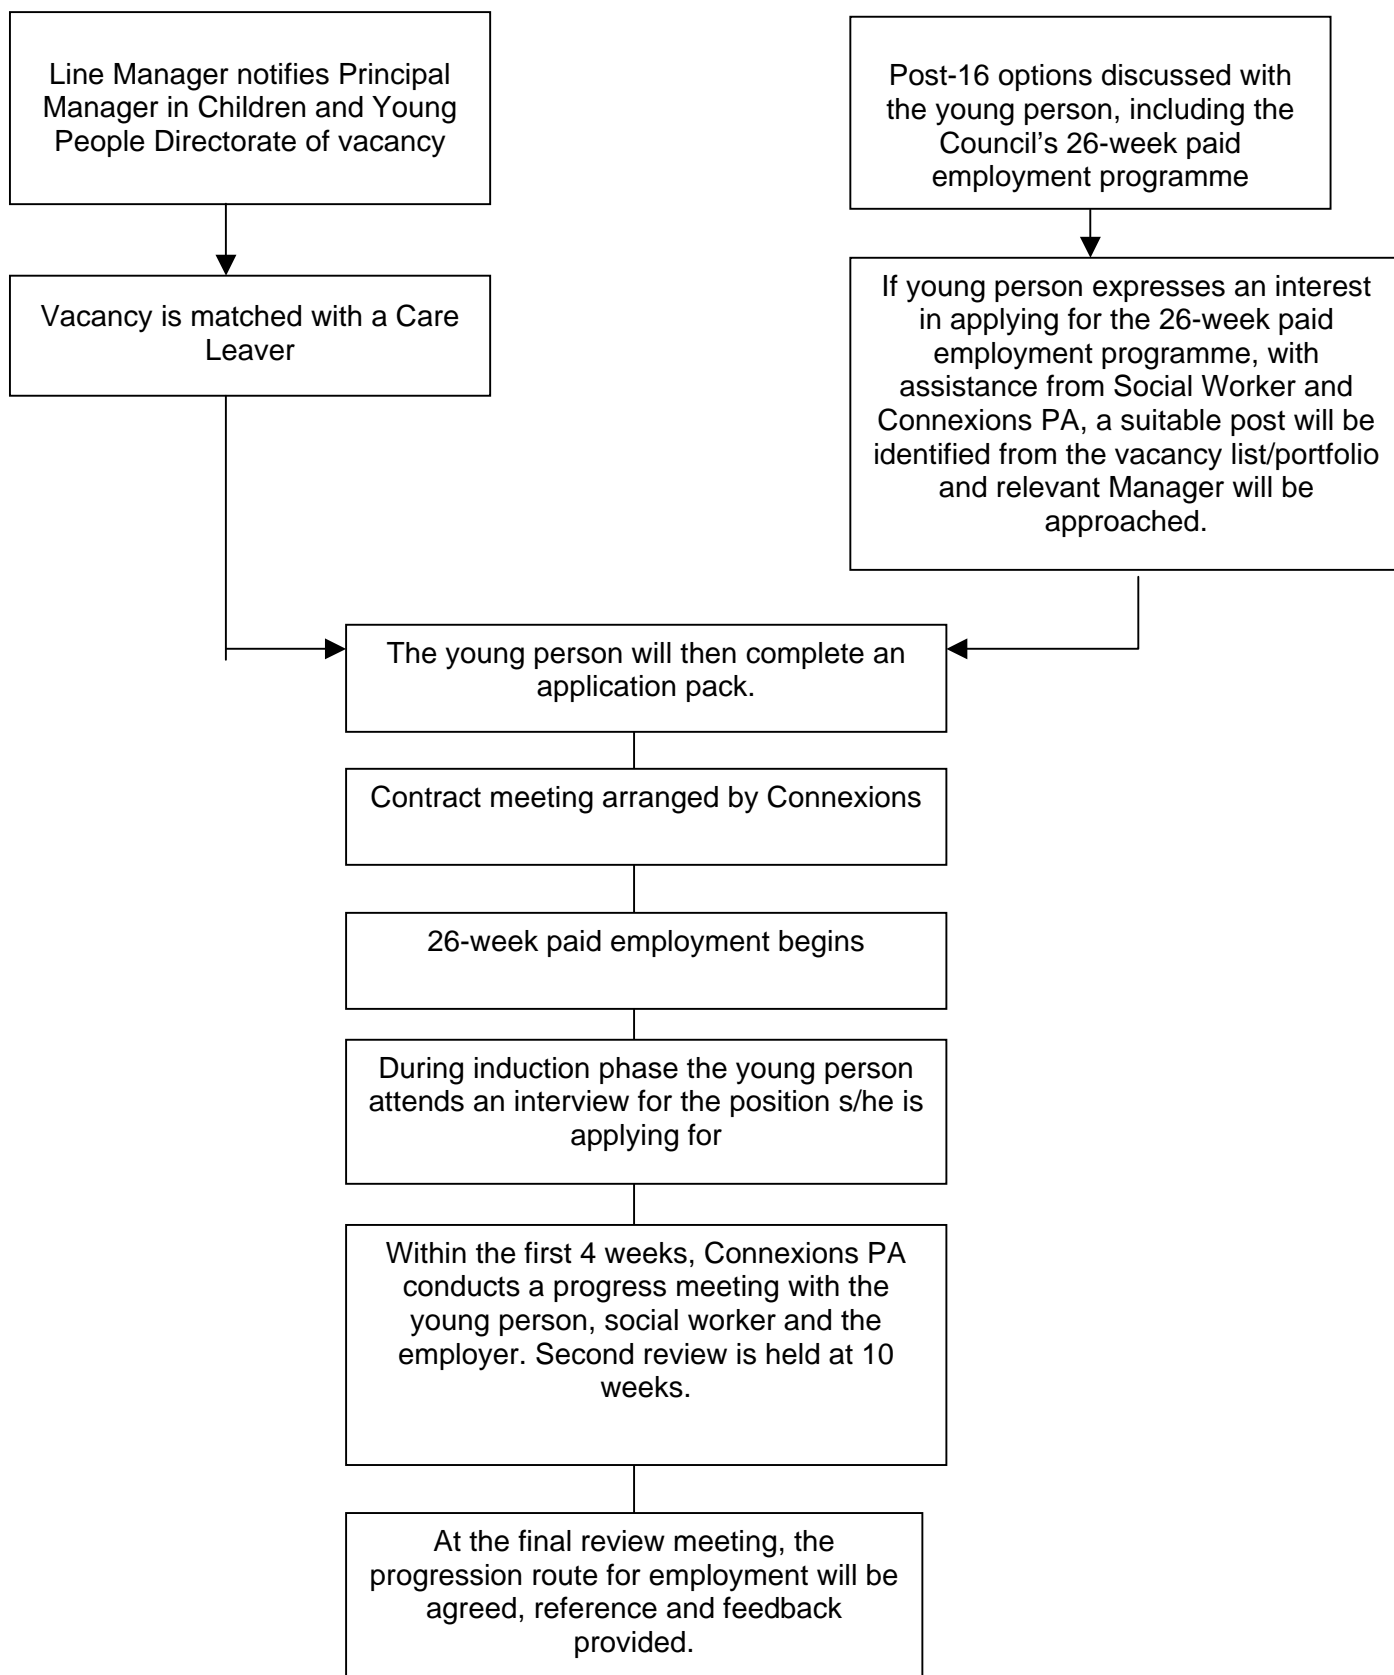 Line Manager notifies Principal
Manager in Children and Young
People Directorate of vacancy
Post-16 options discussed with
the young person, including the
Council's 26-week paid
employment programme
Vacancy is matched with a Care
Leaver
If young person expresses an interest
in applying for the 26-week paid
employment programme, with
assistance from Social Worker and
Connexions PA, a suitable post will be
identified from the vacancy list/portfolio
and relevant Manager will be
approached.
The young person will then complete an
application pack.
Contract meeting arranged by Connexions
26-week paid employment begins
During induction phase the young person
attends an interview for the position s/he is
applying for
Within the first 4 weeks, Connexions PA
conducts a progress meeting with the
young person, social worker and the
employer. Second review is held at 10
weeks.
At the final review meeting, the
progression route for employment will be
agreed, reference and feedback
provided.